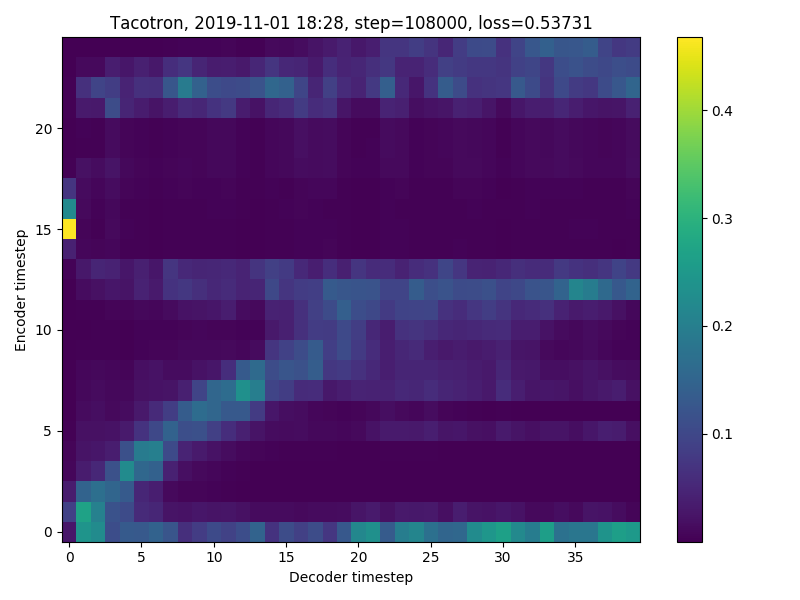 Tacotron, 2019-11-01 18:28, step=108000, loss=0.53731
Encoder timestep
20
15
10
5
0
0 5 10 15 20 25 30 35
Decoder timestep
0.4
0.3
0.2
0.1